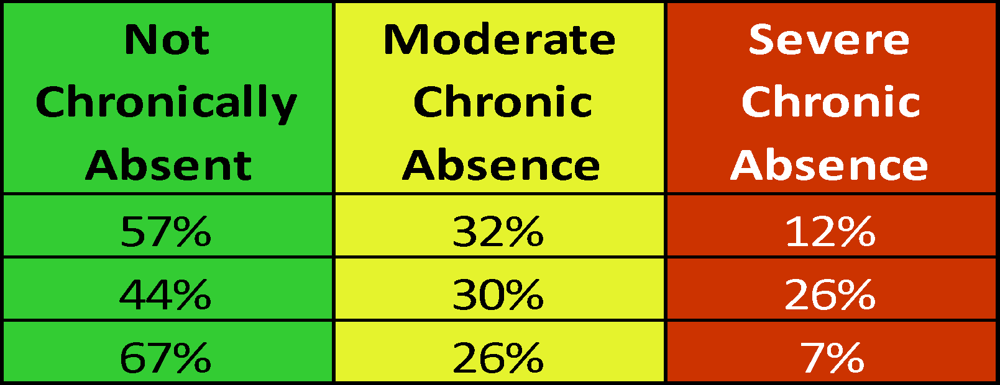 Not
Chronically
Absent
Moderate
Chronic
Absence
Severe
Chronic
Absence
57% 32% 12%
44% 30% 26%
67% 26% 7%